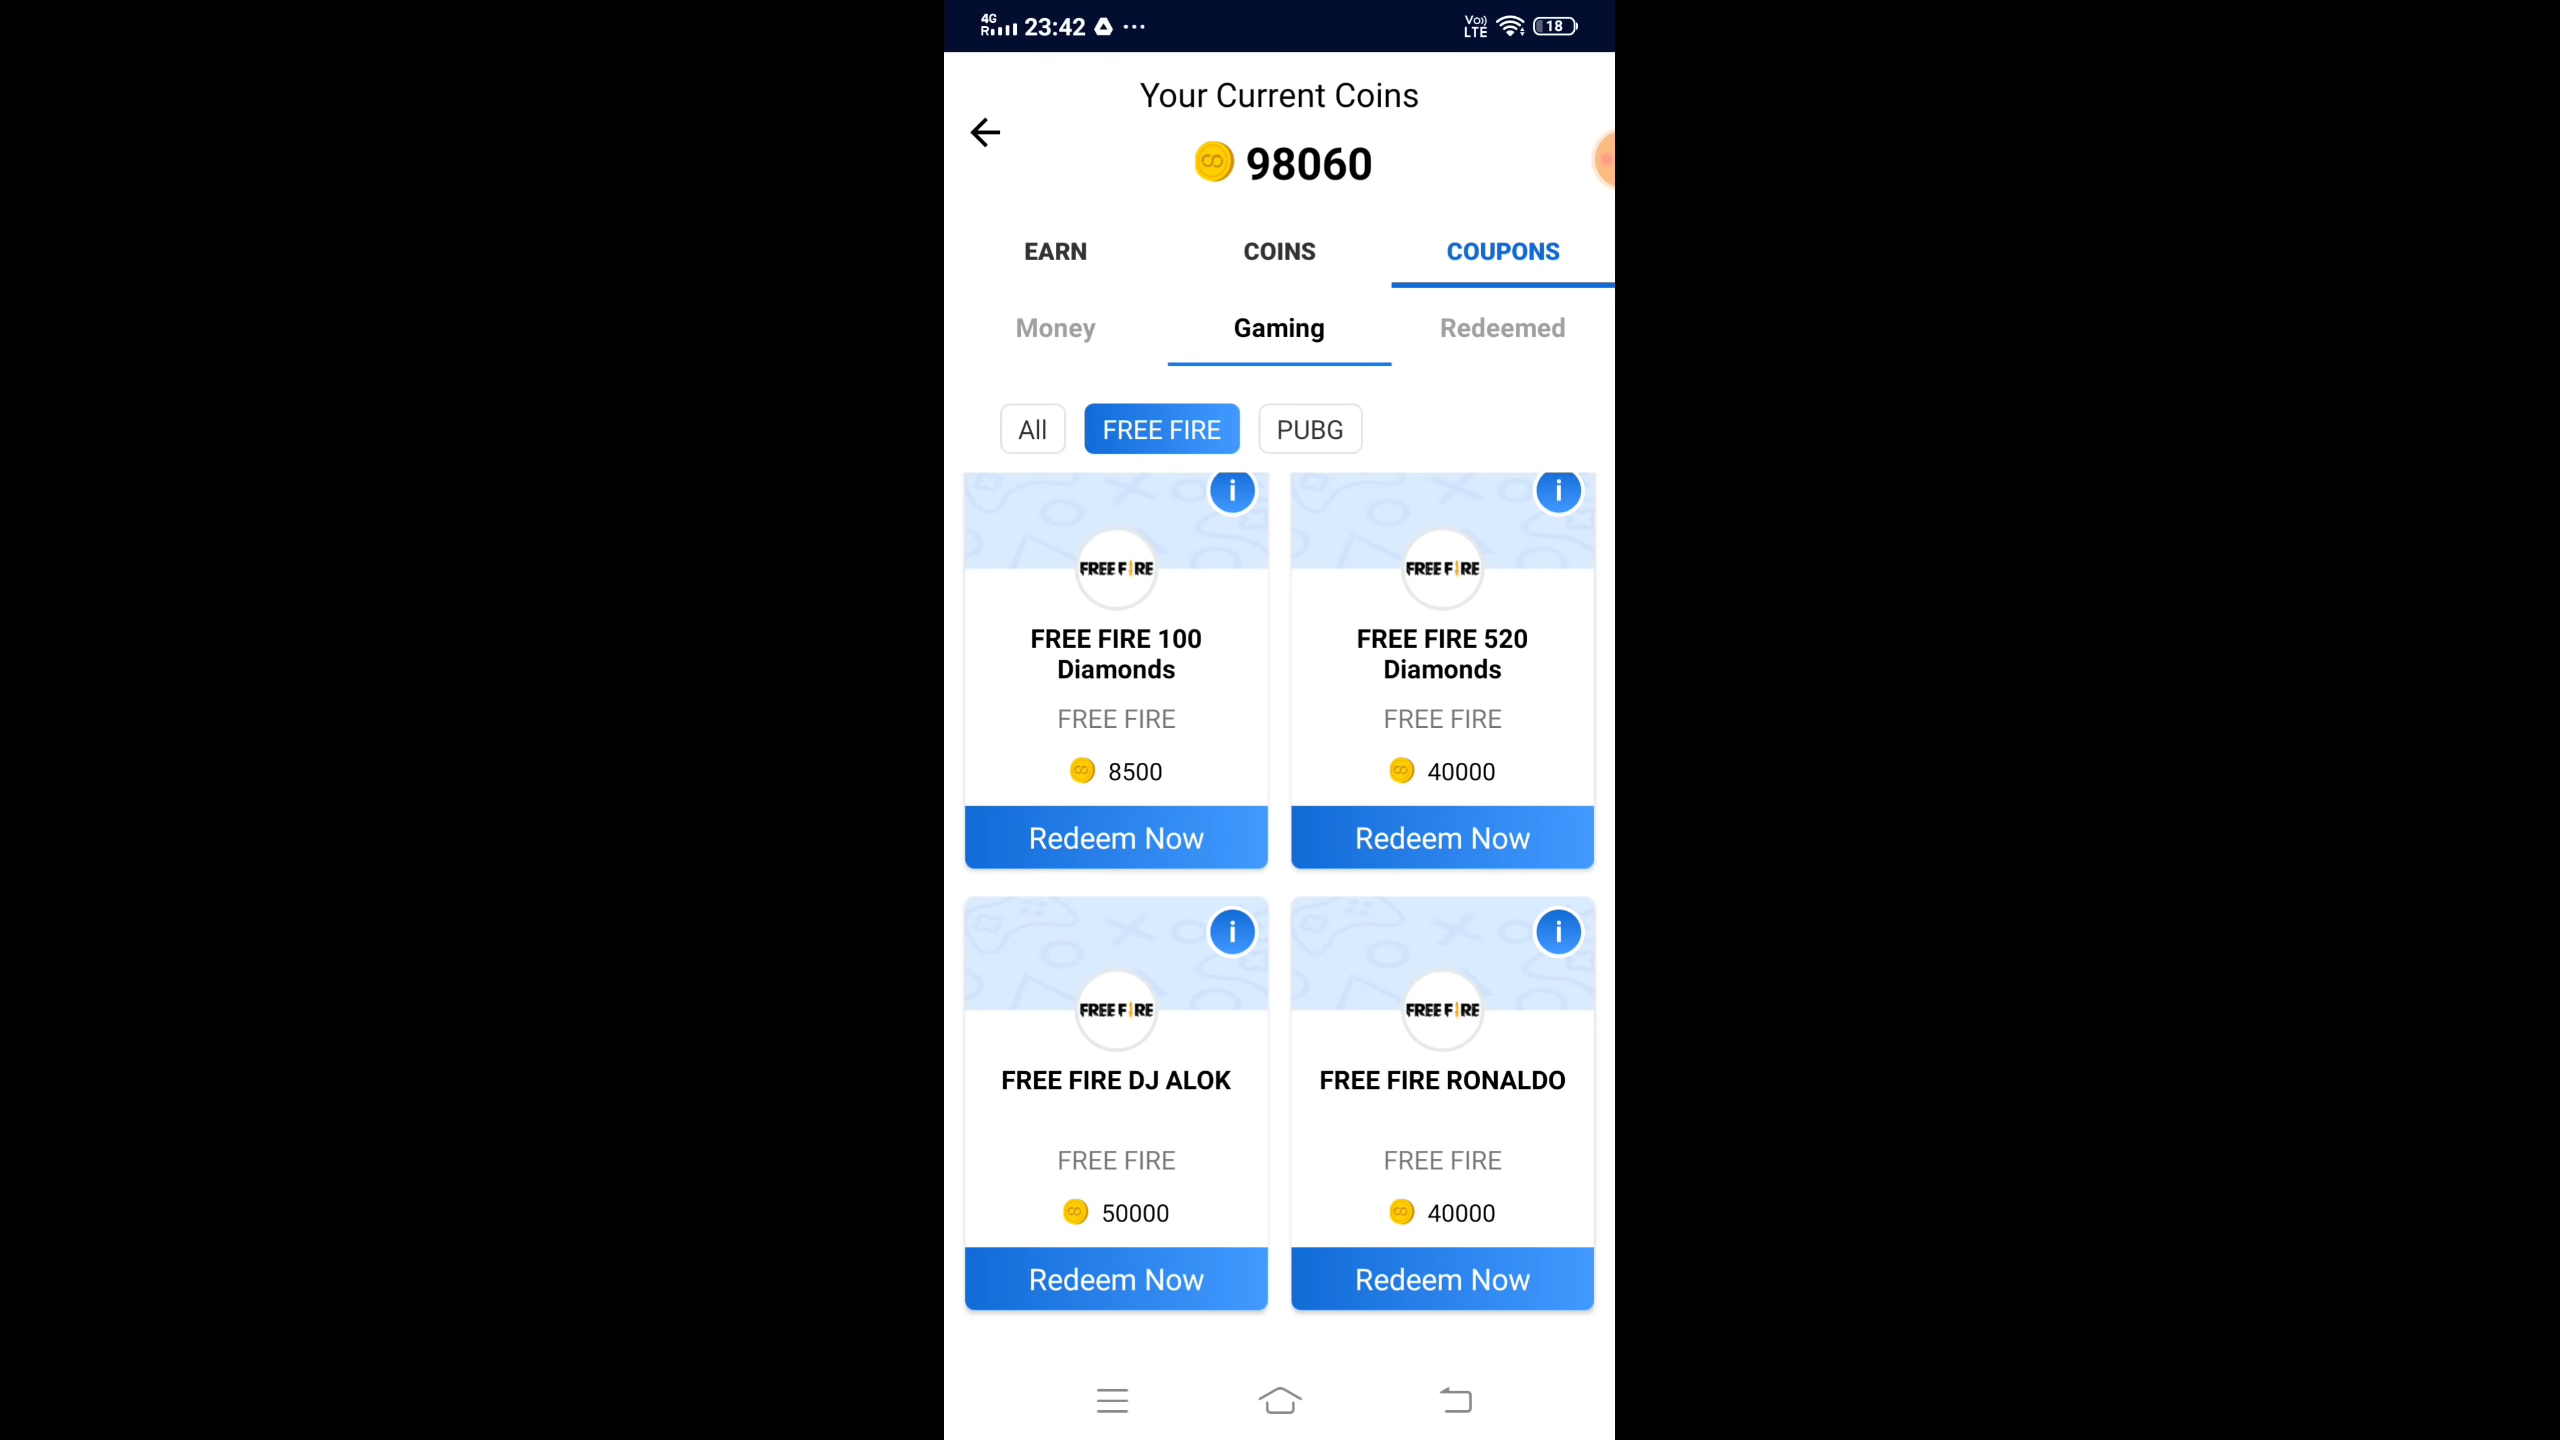 4G
R
23:42
...
Vo))
LTE
18
Your Current Coins
98060
EARN
COINS
COUPONS
Money
Gaming
Redeemed
All
FREE FIRE
PUBG
i
i
FREE FIRE
FREE FIRE
FREE FIRE 100
Diamonds
FREE FIRE 520
Diamonds
FREE FIRE
FREE FIRE
8500
40000
Redeem Now
Redeem Now
i
i
FREE FIRE
FREE FIRE
FREE FIRE DJ ALOK
FREE FIRE RONALDO
FREE FIRE
FREE FIRE
50000
40000
Redeem Now
Redeem Now